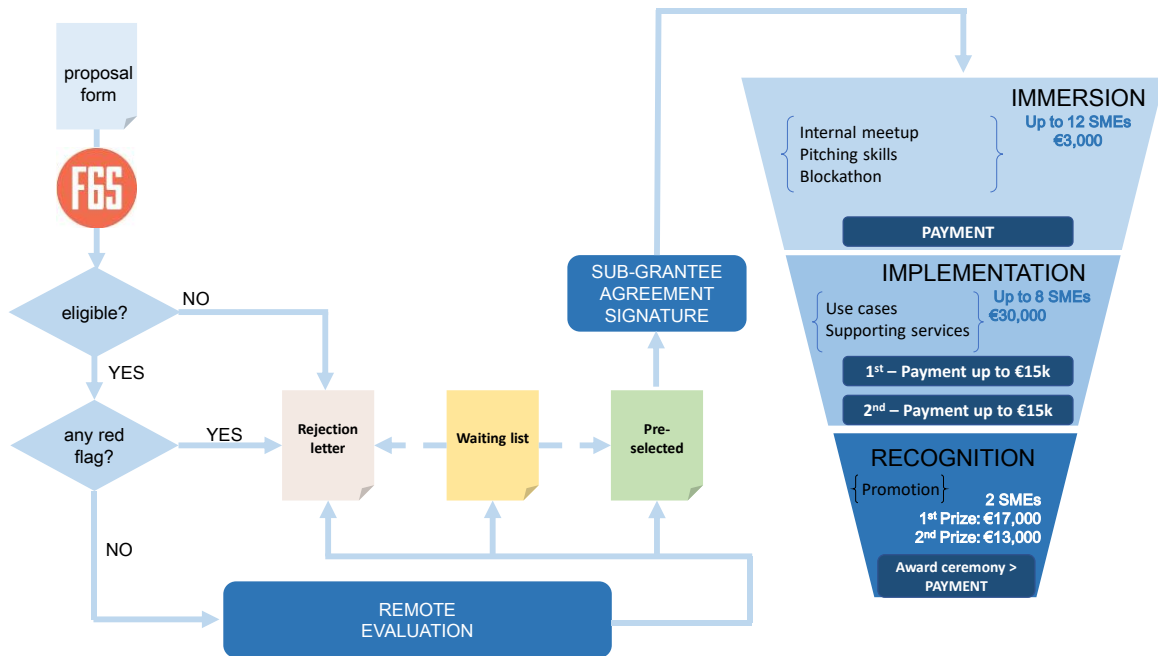 proposal
form
F6S
eligible?
NO
YES
any red
flag?
YES
NO
Rejection
letter
Waiting list
Pre-
selected
REMOTE
EVALUATION
SUB-GRANTEE
AGREEMENT
SIGNATURE
IMMERSION
Up to 12 SMEs
€3,000
Internal meetup
Pitching skills
Blockathon
PAYMENT
IMPLEMENTATION
Up to 8 SMEs
€30,000
Use cases
Supporting services
1st – Payment up to €15k
2nd – Payment up to €15k
RECOGNITION
Promotion
2 SMEs
1st Prize: €17,000
2nd Prize: €13,000
Award ceremony >
PAYMENT